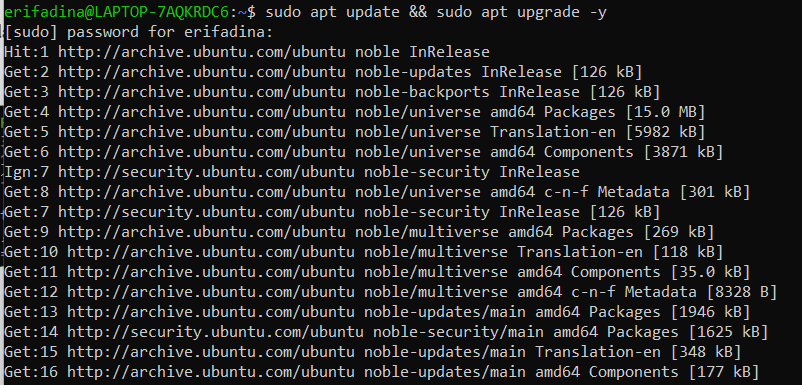 erifadina@LAPTOP-7AQKRDC6:~$ sudo apt update && sudo apt upgrade -y
[sudo] password for erifadina:
Hit:1 http://archive.ubuntu.com/ubuntu noble InRelease
Get:2 http://archive.ubuntu.com/ubuntu noble-updates InRelease [126 kB]
Get:3 http://archive.ubuntu.com/ubuntu noble-backports InRelease [126 kB]
Get:4 http://archive.ubuntu.com/ubuntu noble/universe amd64 Packages [15.0 MB]
Get:5 http://archive.ubuntu.com/ubuntu noble/universe Translation-en [5982 kB]
Get:6 http://archive.ubuntu.com/ubuntu noble/universe amd64 Components [3871 kB]
Ign:7 http://security.ubuntu.com/ubuntu noble-security InRelease
Get:8 http://archive.ubuntu.com/ubuntu noble/universe amd64 c-n-f Metadata [301 kB]
Get:7 http://security.ubuntu.com/ubuntu noble-security InRelease [126 kB]
Get:9 http://archive.ubuntu.com/ubuntu noble/multiverse amd64 Packages [269 kB]
Get:10 http://archive.ubuntu.com/ubuntu noble/multiverse Translation-en [118 kB]
Get:11 http://archive.ubuntu.com/ubuntu noble/multiverse amd64 Components [35.0 kB]
Get:12 http://archive.ubuntu.com/ubuntu noble/multiverse amd64 c-n-f Metadata [8328 B]
Get:13 http://archive.ubuntu.com/ubuntu noble-updates/main amd64 Packages [1946 kB]
Get:14 http://security.ubuntu.com/ubuntu noble-security/main amd64 Packages [1625 kB]
Get:15 http://archive.ubuntu.com/ubuntu noble-updates/main Translation-en [348 kB]
Get:16 http://archive.ubuntu.com/ubuntu noble-updates/main amd64 Components [177 kB]